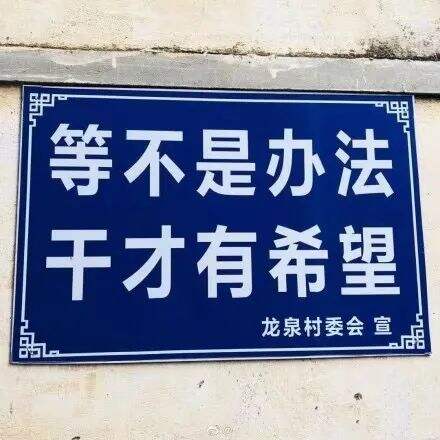 等不是办法
干才有希望
龙泉村委会 宣